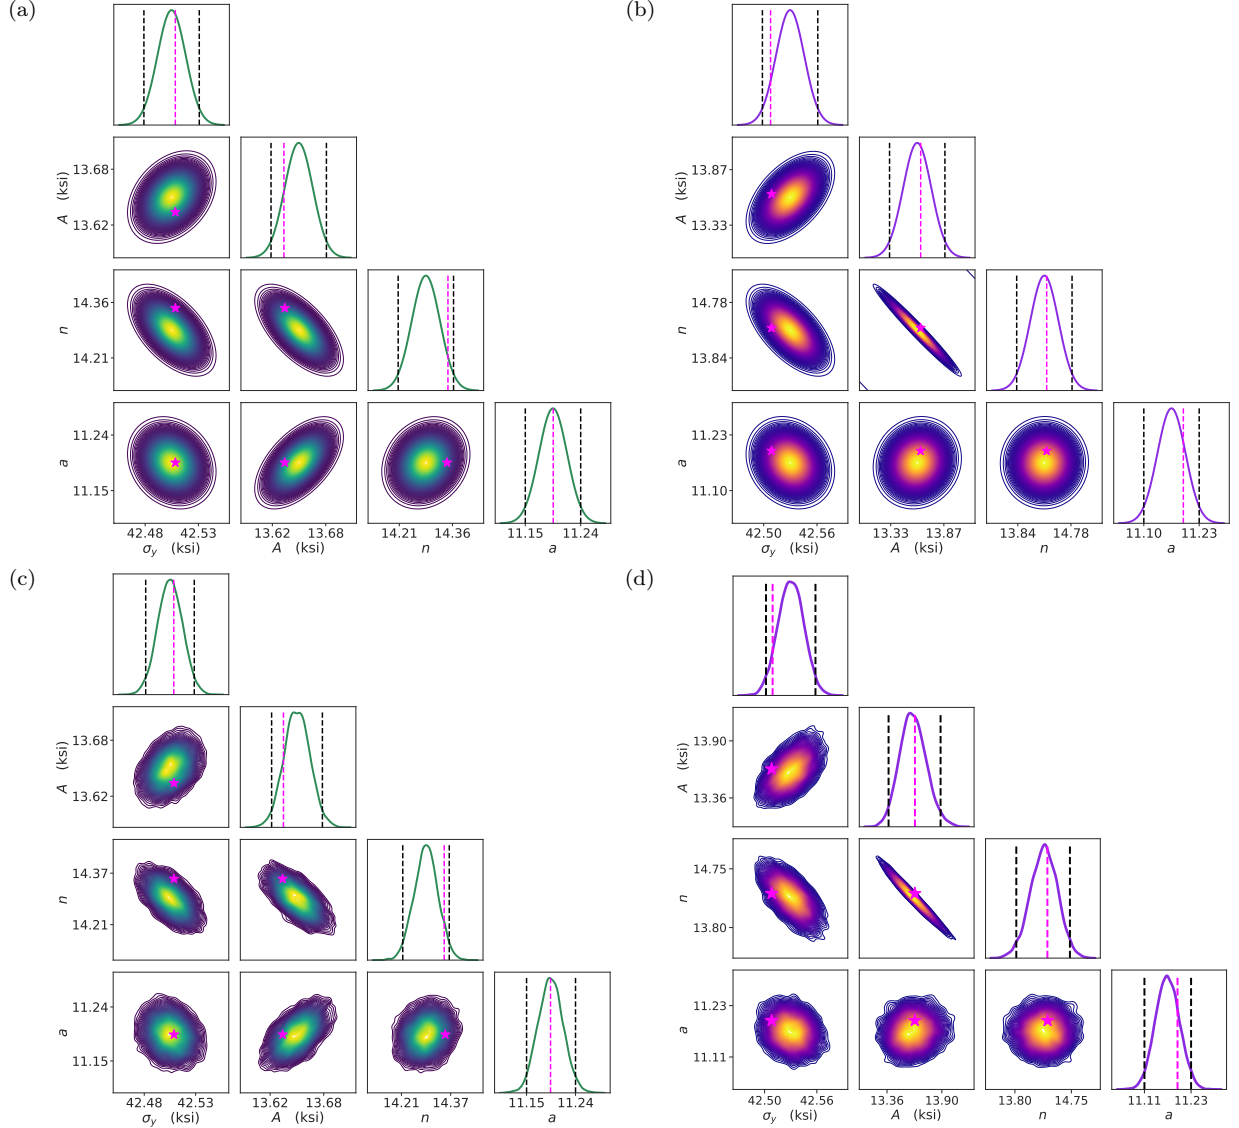 (a)
(b)
13.68
13.62
A (ksi)
13.87
13.33
A (ksi)
14.36
14.21
n
14.78
13.84
n
11.24
11.15
a
11.23
11.10
a
42.48 42.53
13.62 13.68
14.21 14.36
11.15 11.24
σy (ksi)
A (ksi)
n
a
42.50 42.56
13.33 13.87
13.84 14.78
11.10 11.23
σy (ksi)
A (ksi)
n
a
(c)
(d)
13.68
13.62
A (ksi)
13.90
13.36
A (ksi)
14.37
14.21
n
14.75
13.80
n
11.24
11.15
a
11.23
11.11
a
42.48 42.53
13.62 13.68
14.21 14.37
11.15 11.24
σy (ksi)
A (ksi)
n
a
42.50 42.56
13.36 13.90
13.80 14.75
11.11 11.23
σy (ksi)
A (ksi)
n
a